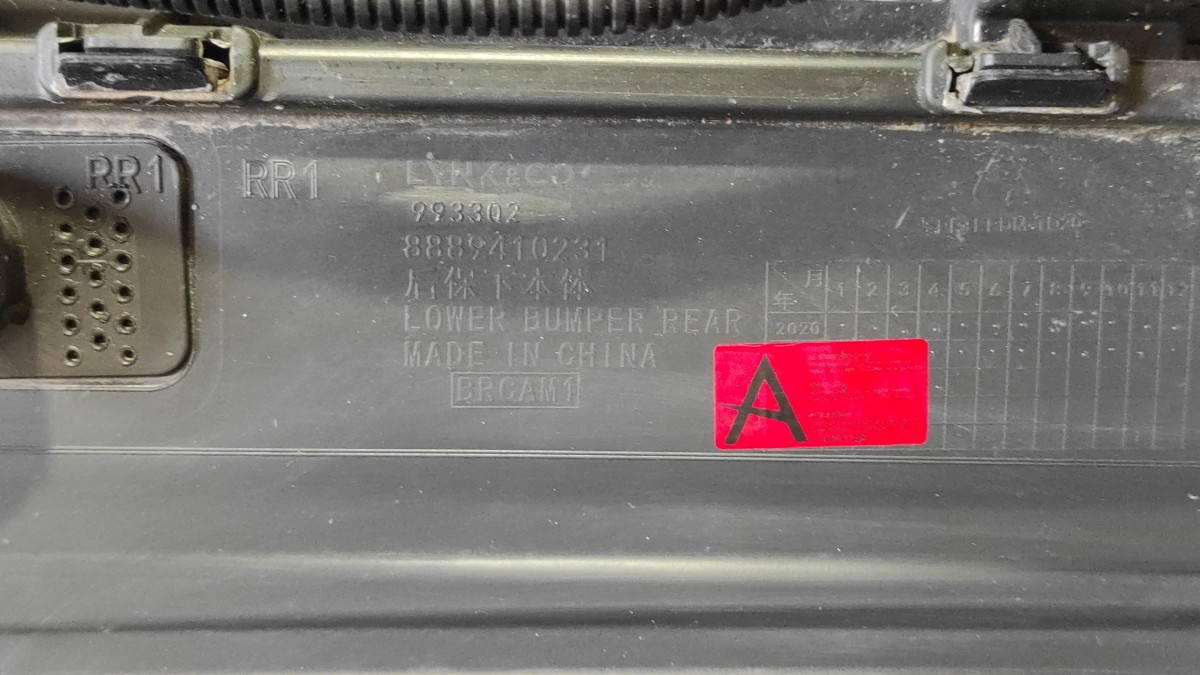 RR1
RR1
LYNK&CO
993302
8889410231
后保下本体
LOWER BUMPER REAR
MADE IN CHINA
BRCAM1
月
年
1 2 3 4 5 6 7 8 9 10 11 12
2020
A